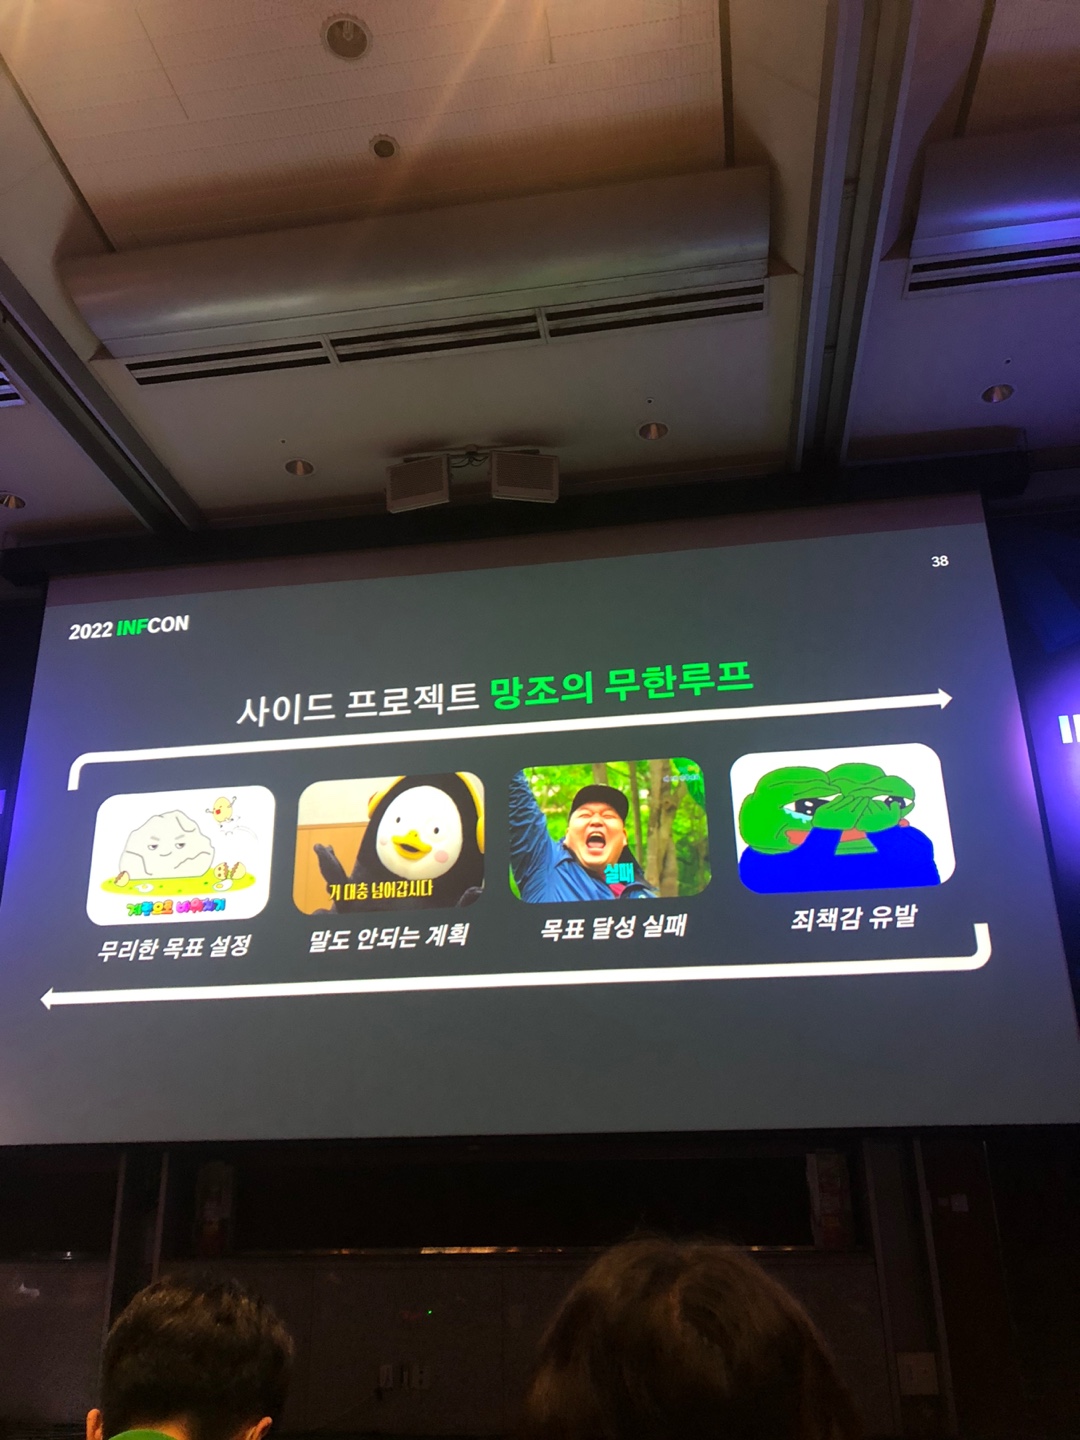 38
2022 INFCON
사이드 프로젝트 망조의 무한루프
계란으로 바위치기
기 대충 넘어갑시다
실패
무리한 목표 설정
말도 안되는 계획
목표 달성 실패
죄책감 유발